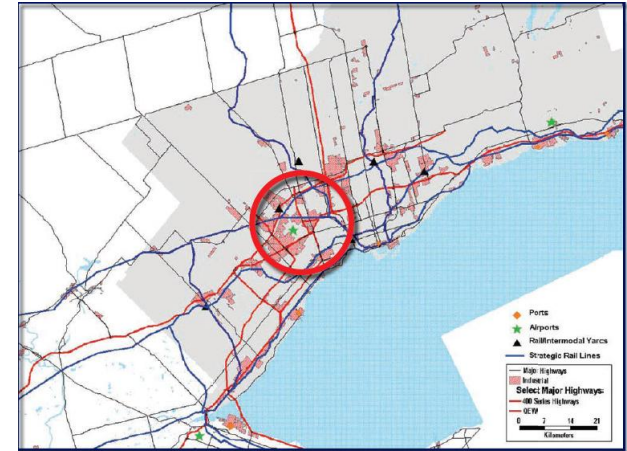 Ports
Airports
Rail/Intermodal Yards
Strategic Rail Lines
Major Highways
Industrial
Select Major Highways:
400 Series Highways
QEW
0 7 14 21
Kilometers